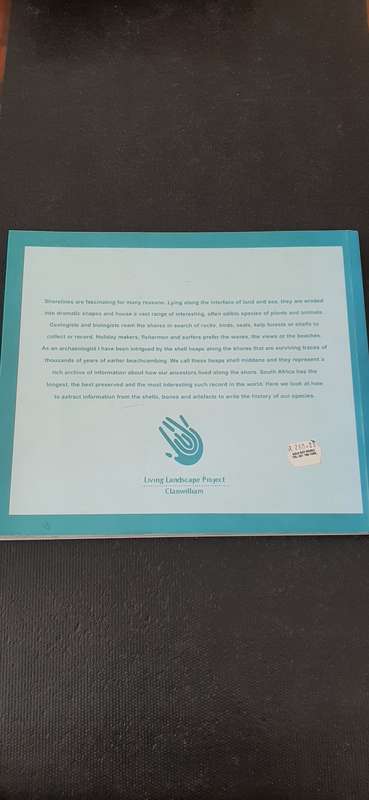 Shorelines are fascinating for many reasons. Lying along the interface of land and sea, they are eroded
into dramatic shapes and house a vast range of interesting, often edible species of plants and animals.
Geologists and biologists roam the shores in search of rocks, birds, seals, kelp forests or shells to
collect or record. Holiday makers, fishermen and surfers prefer the waves, the views or the beaches.
As an archaeologist I have been intrigued by the shell heaps along the shores that are surviving traces of
thousands of years of earlier beachcombing. We call these heaps shell middens and they represent a
rich archive of information about how our ancestors lived along the shore. South Africa has the
longest, the best preserved and the most interesting such record in the world. Here we look at how
to extract information from the shells, bones and artefacts to write the history of our species.
Living Landscape Project
Clanwilliam